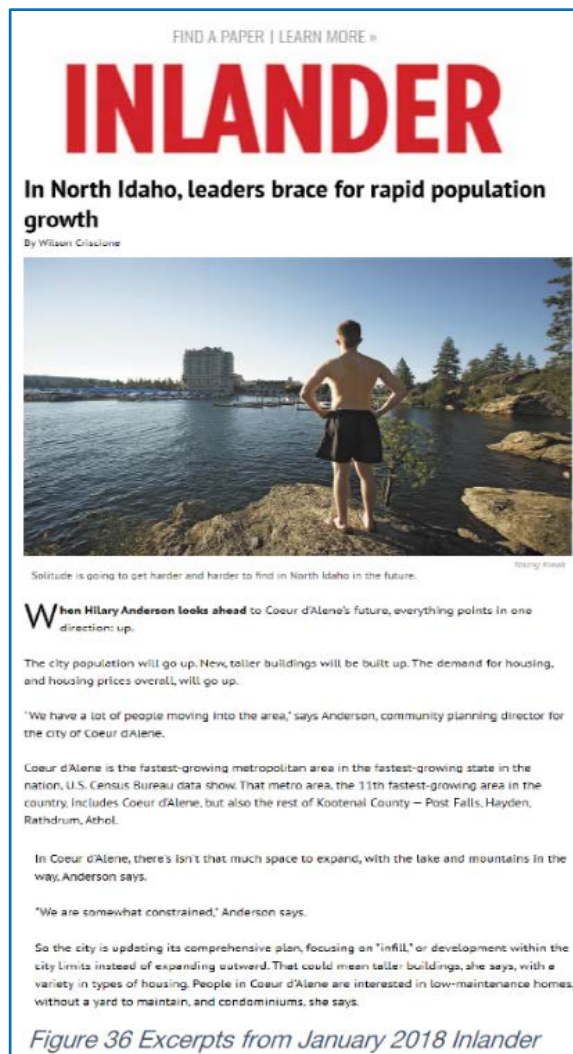 FIND A PAPER | LEARN MORE »
INLANDER
In North Idaho, leaders brace for rapid population
growth
By Wilson Criscione
Young Kwak
Solitude is going to get harder and harder to find in North Idaho in the future.
When Hilary Anderson looks ahead to Coeur d'Alene's future, everything points in one
direction: up.
The city population will go up. New, taller buildings will be built up. The demand for housing,
and housing prices overall, will go up.
"We have a lot of people moving into the area," says Anderson, community planning director for
the city of Coeur d'Alene.
Coeur d'Alene is the fastest-growing metropolitan area in the fastest-growing state in the
nation, U.S. Census Bureau data show. That metro area, the 11th fastest-growing area in the
country, includes Coeur d'Alene, but also the rest of Kootenai County — Post Falls, Hayden,
Rathdrum, Athol.
In Coeur d'Alene, there's isn't that much space to expand, with the lake and mountains in the
way, Anderson says.
"We are somewhat constrained," Anderson says.
So the city is updating its comprehensive plan, focusing on "infill," or development within the
city limits instead of expanding outward. That could mean taller buildings, she says, with a
variety in types of housing. People in Coeur d'Alene are interested in low-maintenance homes,
without a yard to maintain, and condominiums, she says.
Figure 36 Excerpts from January 2018 Inlander